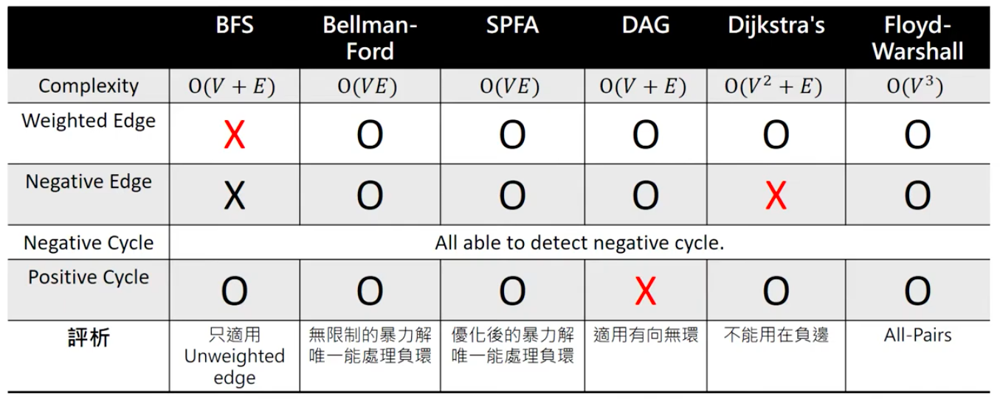 BFS Bellman-Ford SPFA DAG Dijkstra's Floyd-Warshall
Complexity O(V + E) O(VE) O(VE) O(V + E) O(V² + E) O(V³)
Weighted Edge X O O O O O
Negative Edge X O O O X O
Negative Cycle All able to detect negative cycle.
Positive Cycle O O O X O O
評析
只適用
Unweighted
edge
無限制的暴力解
唯一能處理負環
優化後的暴力解
唯一能處理負環
適用有向無環
不能用在負邊
All-Pairs